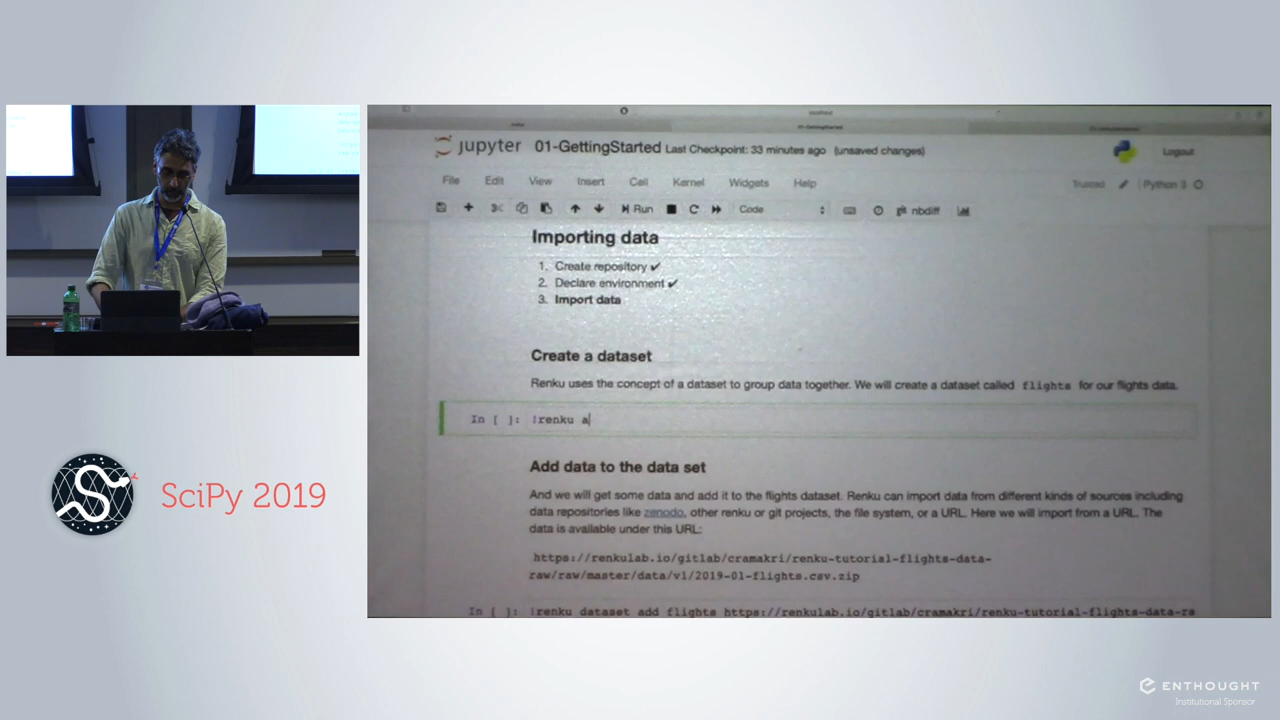 jupyter 01-GettingStarted Last Checkpoint: 33 minutes ago (unsaved changes)
Logout
File Edit View Insert Cell Kernel Widgets Help
Trusted Python 3
Run Code nbdiff
Importing data
1. Create repository ✔
2. Declare environment ✔
3. Import data
Create a dataset
Renku uses the concept of a dataset to group data together. We will create a dataset called flights for our flights data.
In [ ]: !renku a
Add data to the data set
And we will get some data and add it to the flights dataset. Renku can import data from different kinds of sources including
data repositories like zenodo, other renku or git projects, the file system, or a URL. Here we will import from a URL. The
data is available under this URL:
https://renkulab.io/gitlab/cramakri/renku-tutorial-flights-data-
raw/raw/master/data/v1/2019-01-flights.csv.zip
In [ ]: !renku dataset add flights https://renkulab.io/gitlab/cramakri/renku-tutorial-flights-data-ra
SciPy 2019
ENTHOUGHT
Institutional Sponsor